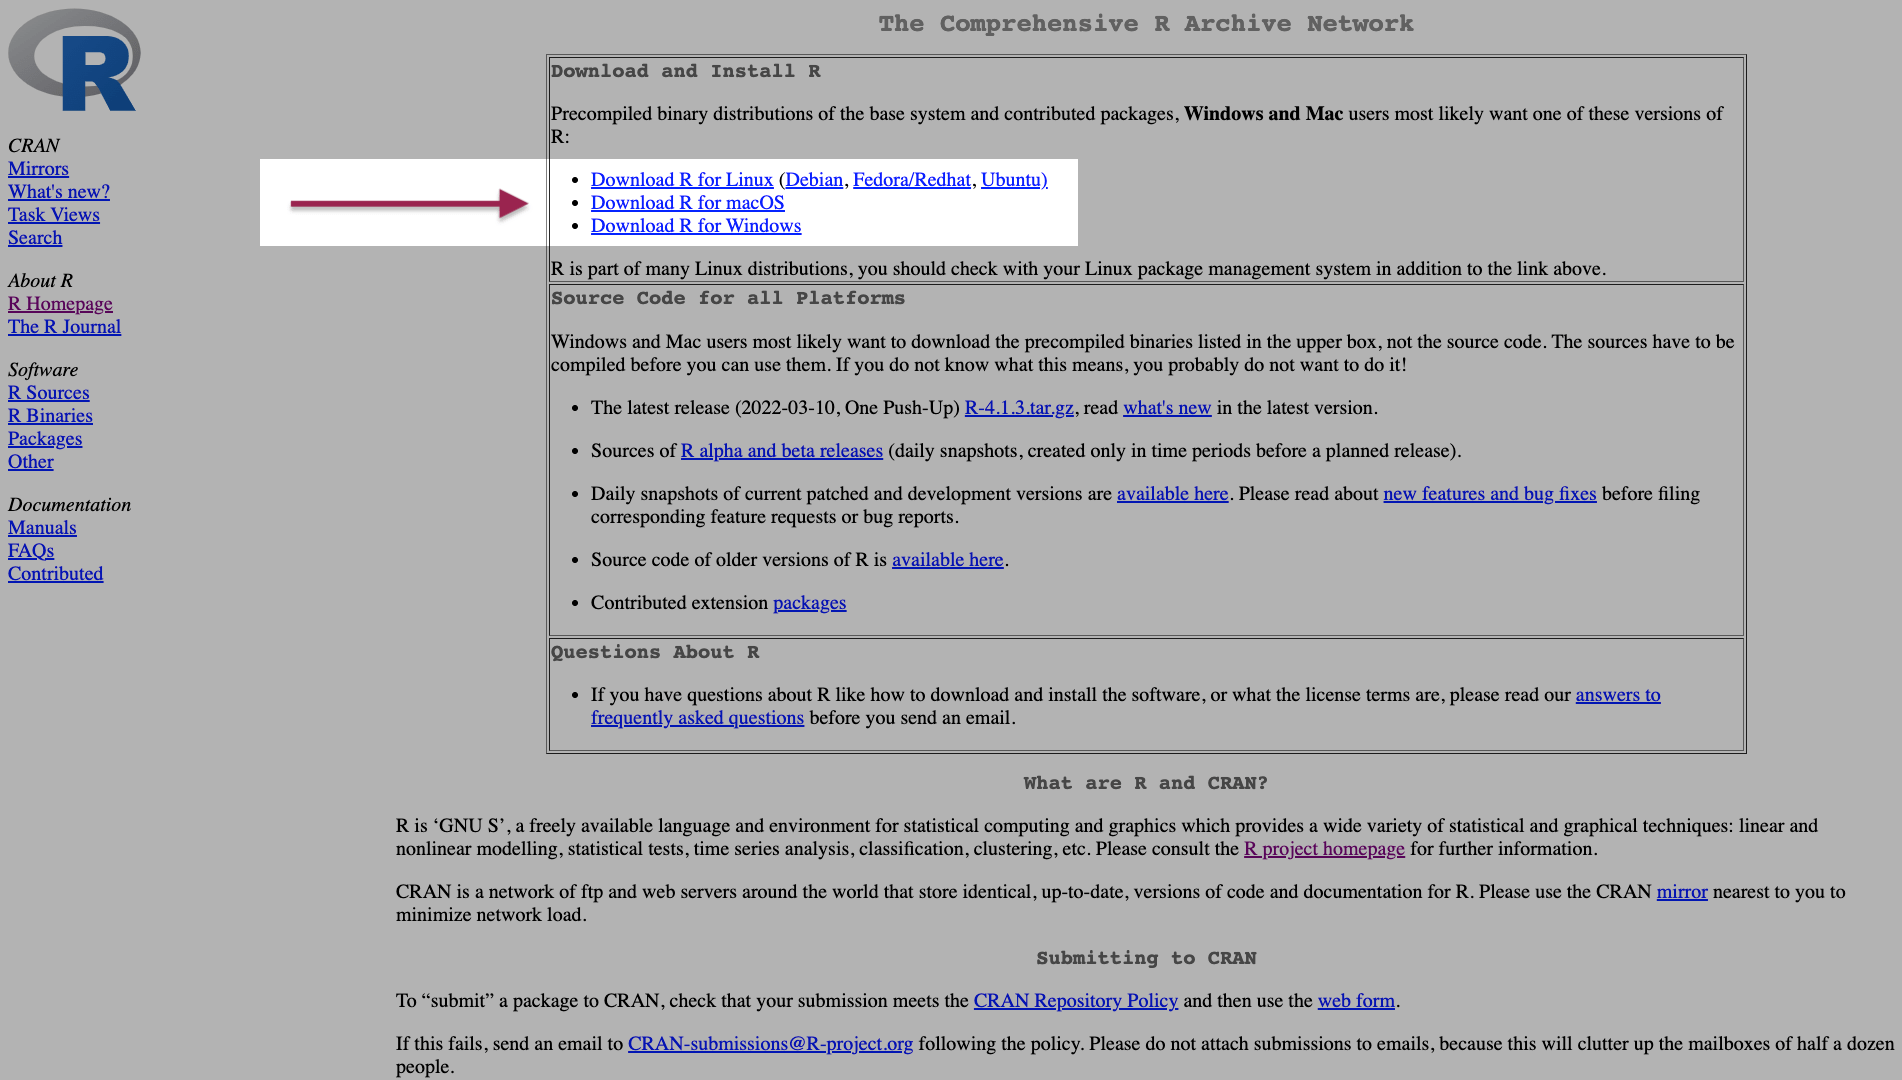 R
CRAN
Mirrors
What's new?
Task Views
Search
About R
R Homepage
The R Journal
Software
R Sources
R Binaries
Packages
Other
Documentation
Manuals
FAQs
Contributed
The Comprehensive R Archive Network
Download and Install R
Precompiled binary distributions of the base system and contributed packages, Windows and Mac users most likely want one of these versions of
R:
• Download R for Linux (Debian, Fedora/Redhat, Ubuntu)
• Download R for macOS
• Download R for Windows
R is part of many Linux distributions, you should check with your Linux package management system in addition to the link above.
Source Code for all Platforms
Windows and Mac users most likely want to download the precompiled binaries listed in the upper box, not the source code. The sources have to be
compiled before you can use them. If you do not know what this means, you probably do not want to do it!
• The latest release (2022-03-10, One Push-Up) R-4.1.3.tar.gz, read what's new in the latest version.
• Sources of R alpha and beta releases (daily snapshots, created only in time periods before a planned release).
• Daily snapshots of current patched and development versions are available here. Please read about new features and bug fixes before filing
corresponding feature requests or bug reports.
• Source code of older versions of R is available here.
• Contributed extension packages
Questions About R
• If you have questions about R like how to download and install the software, or what the license terms are, please read our answers to
frequently asked questions before you send an email.
What are R and CRAN?
R is ‘GNU S’, a freely available language and environment for statistical computing and graphics which provides a wide variety of statistical and graphical techniques: linear and
nonlinear modelling, statistical tests, time series analysis, classification, clustering, etc. Please consult the R project homepage for further information.
CRAN is a network of ftp and web servers around the world that store identical, up-to-date, versions of code and documentation for R. Please use the CRAN mirror nearest to you to
minimize network load.
Submitting to CRAN
To “submit” a package to CRAN, check that your submission meets the CRAN Repository Policy and then use the web form.
If this fails, send an email to CRAN-submissions@R-project.org following the policy. Please do not attach submissions to emails, because this will clutter up the mailboxes of half a dozen
people.